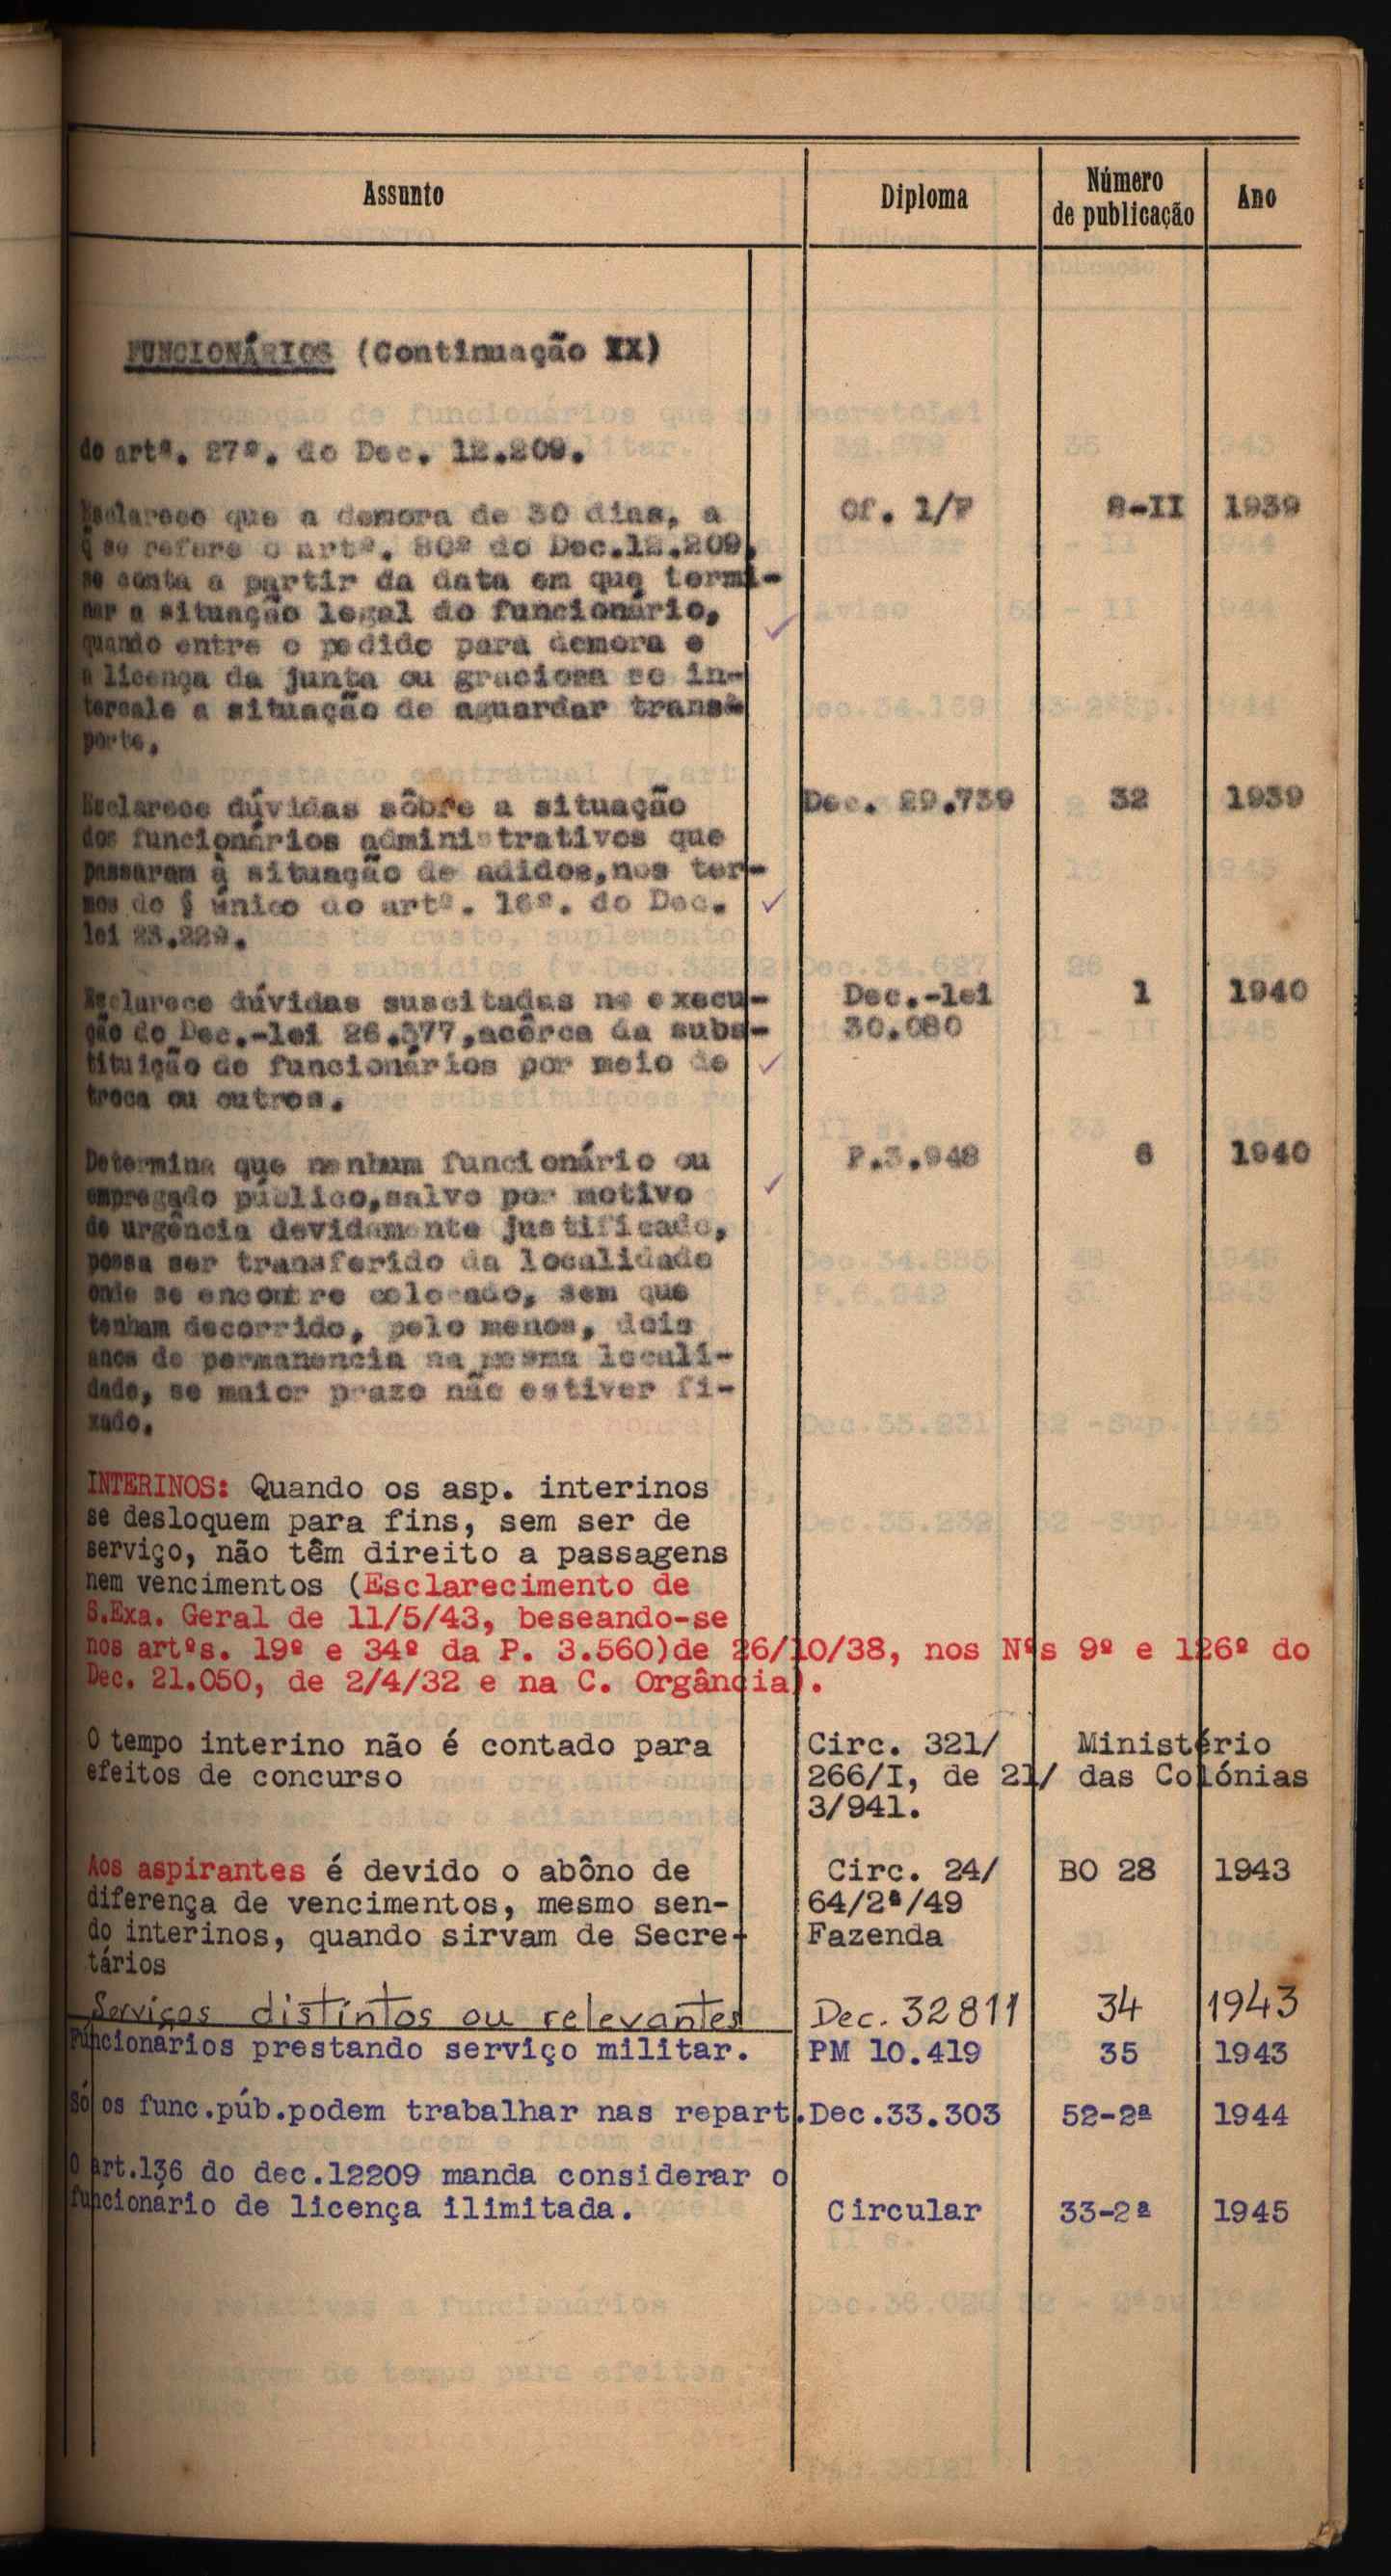 Assunto
Diploma
Número
de publicação
Ano
FUNCIONÁRIOS (Continuação XX)
do artº. 27º. do Dec. 12.209.
Esclarece que a demora de 30 dias, a Of. 1/F 8-II 1939
q se refere o artº. 80º do Dec.12.209,
se conta a partir da data em que termi-
nar a situação legal do funcionário,
quando entre o pedido para demora e
a licença da junta ou graciosa se in-
tercale a situação de aguardar trans-
porte.
Esclarece dúvidas sôbre a situação Dec. 29.739 32 1939
dos funcionários administrativos que
passaram à situação de adidos,nos ter-
mos do § único do artº. 16º. do Dec.
lei 23.229.
Esclarece dúvidas suscitadas na execu- Dec.-lei 1 1940
ção do Dec.-lei 26.377,acêrca da subs- 30.080
tituição de funcionários por meio de
troca ou outros.
Determina que nenhum funcionário ou P.3.948 6 1940
empregado público,salvo por motivo
de urgência devidamente justificado,
possa ser transferido da localidade
onde se encontre colocado, sem que
tenham decorrido, pelo menos, dois
anos de permanencia na mesma locali-
dade, se maior prazo não estiver fi-
xado.
INTERINOS: Quando os asp. interinos
se desloquem para fins, sem ser de
serviço, não têm direito a passagens
nem vencimentos (Esclarecimento de
S.Exa. Geral de 11/5/43, beseando-se
nos artºs. 19º e 34º da P. 3.560)de 26/10/38, nos Nºs 9º e 126º do
Dec. 21.050, de 2/4/32 e na C. Orgância).
O tempo interino não é contado para Circ. 321/ Ministério
efeitos de concurso 266/I, de 21/ das Colónias
3/941.
Aos aspirantes é devido o abôno de Circ. 24/ BO 28 1943
diferença de vencimentos, mesmo sen- 64/2ª/49
do interinos, quando sirvam de Secre- Fazenda
tários
Serviços distintos ou relevantes Dec. 32811 34 1943
Funcionários prestando serviço militar. PM 10.419 35 1943
Só os func.púb.podem trabalhar nas repart.Dec.33.303 52-2ª 1944
O art.136 do dec.12209 manda considerar o
funcionário de licença ilimitada. Circular 33-2ª 1945